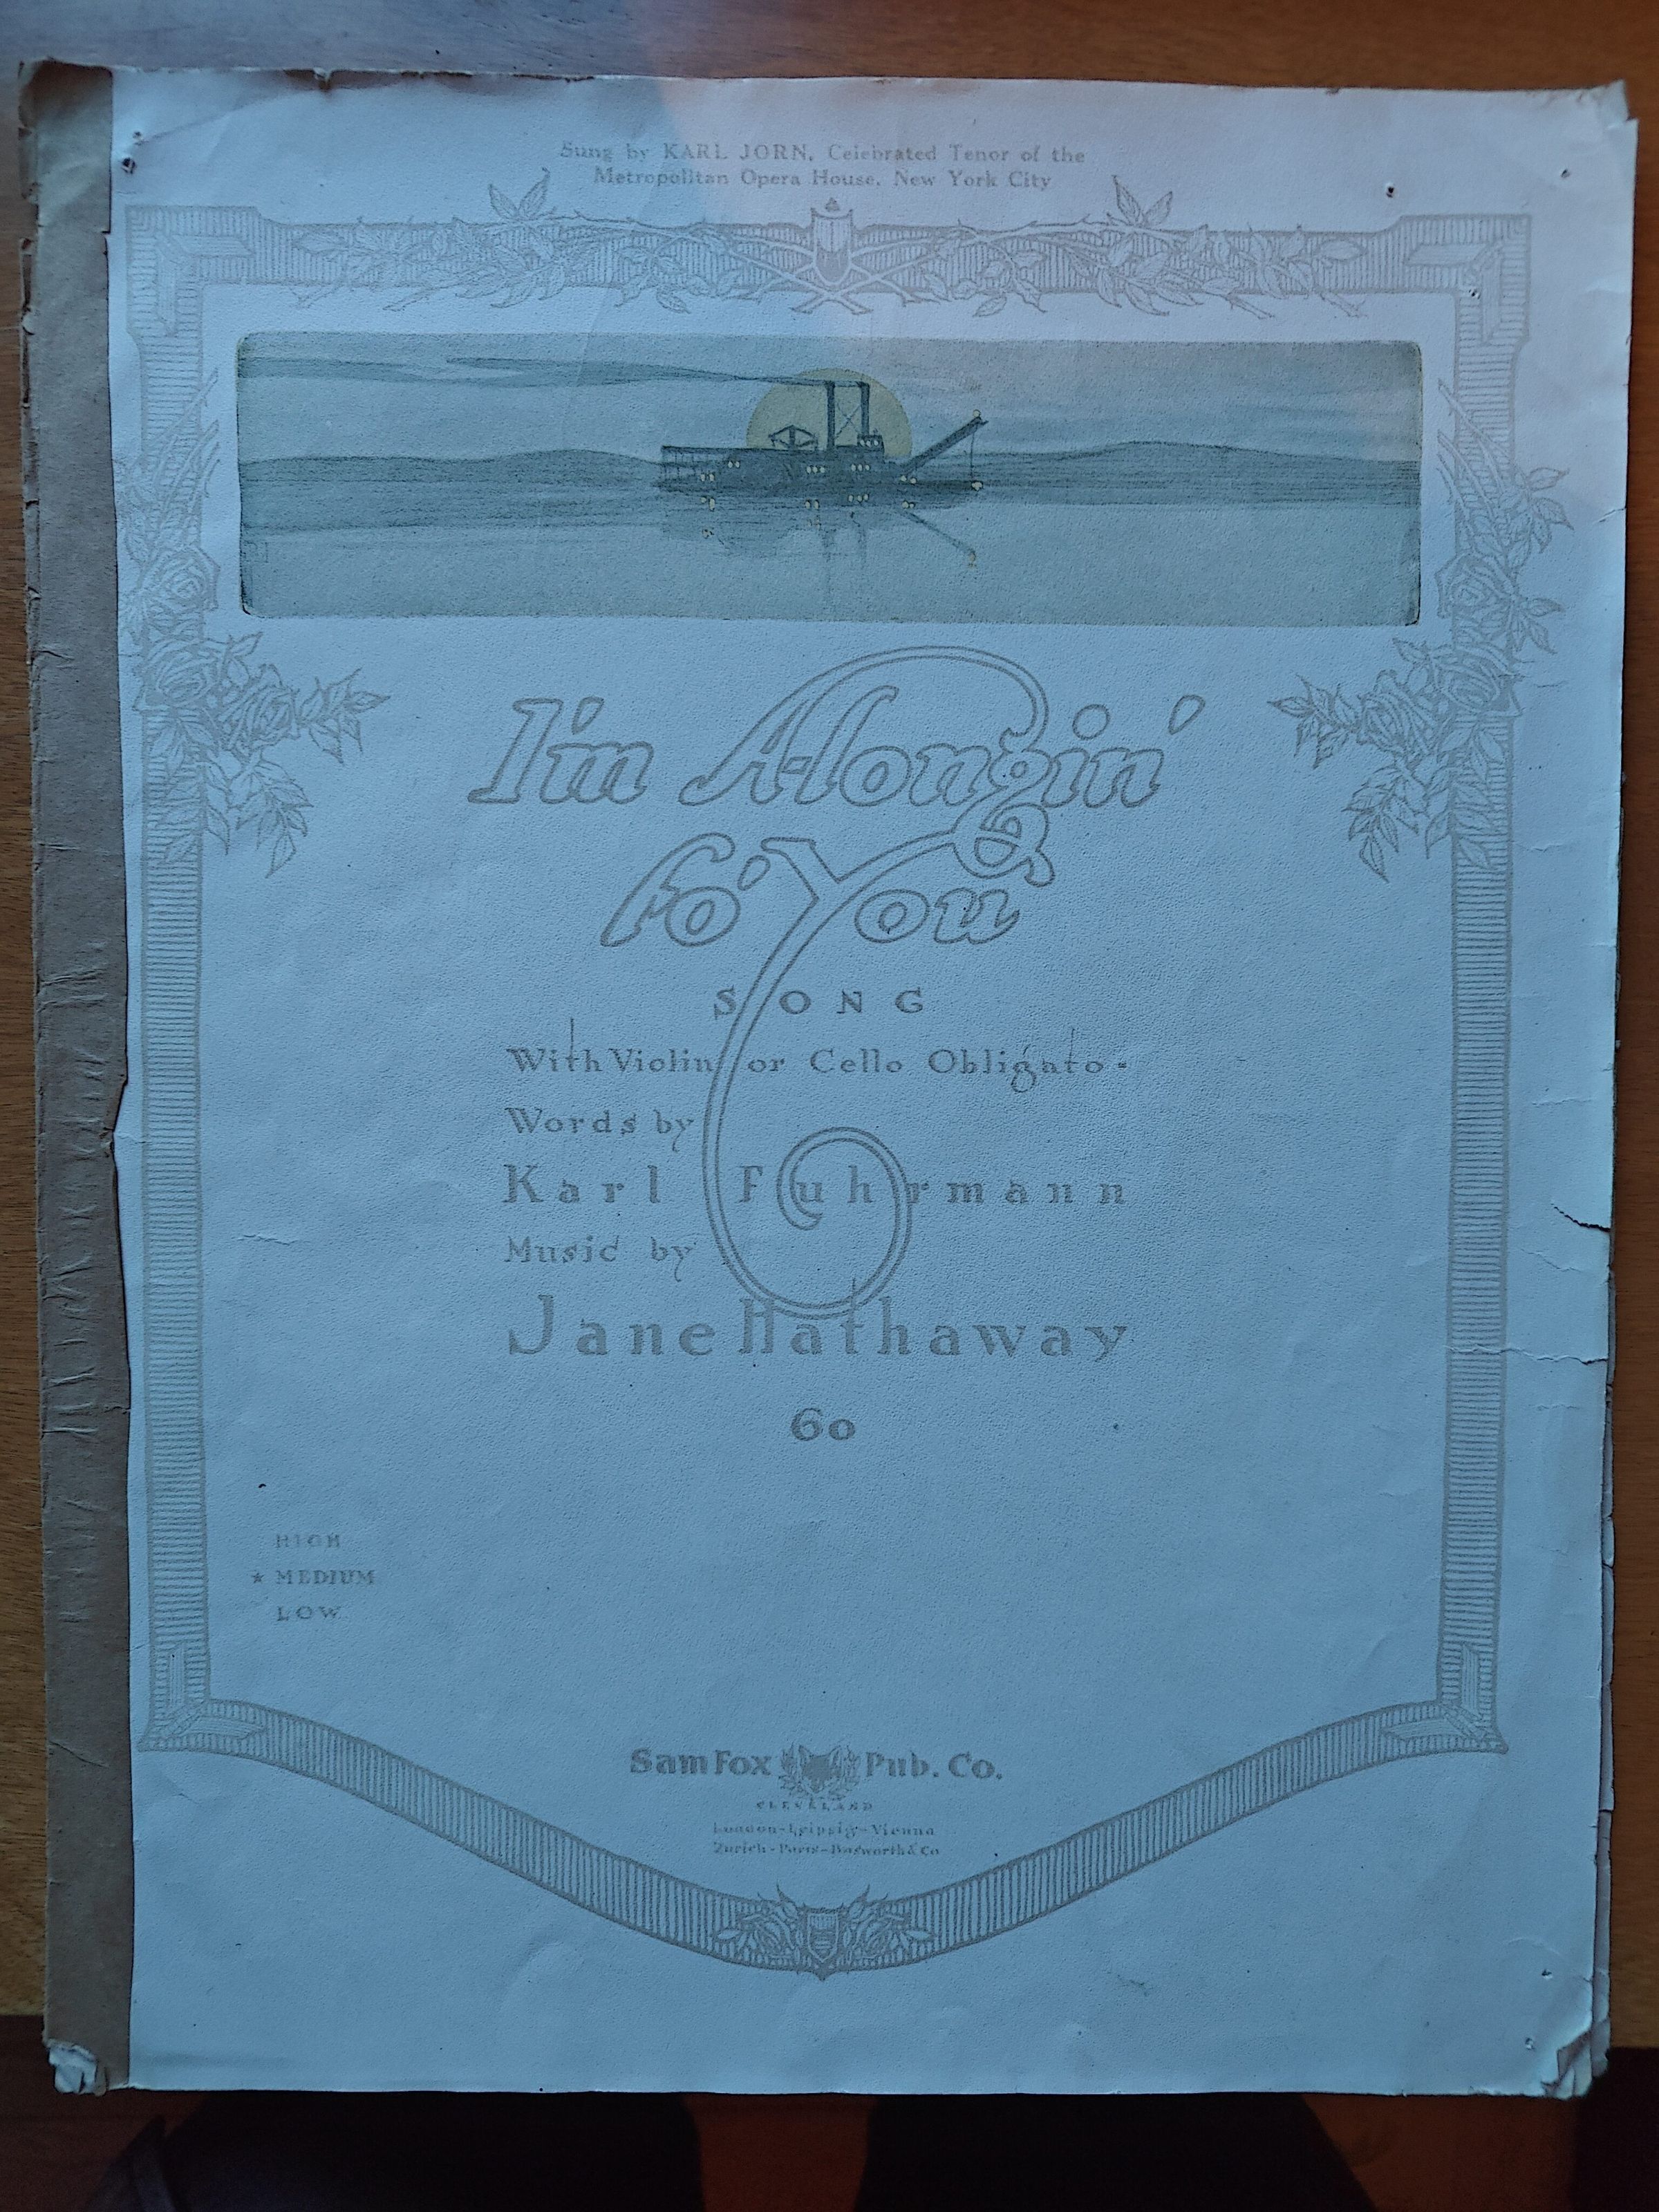 Sung by KARL JORN, Celebrated Tenor of the
Metropolitan Opera House, New York City
I'm A-longin'
fo' You
SONG
With Violin or Cello Obligato-
Words by
Karl Fuhrmann
Music by
Jane Hathaway
60
HIGH
★ MEDIUM
LOW
Sam Fox Pub. Co.
CLEVELAND
London-Leipsig-Vienna
Zurich-Paris-Bosworth & Co